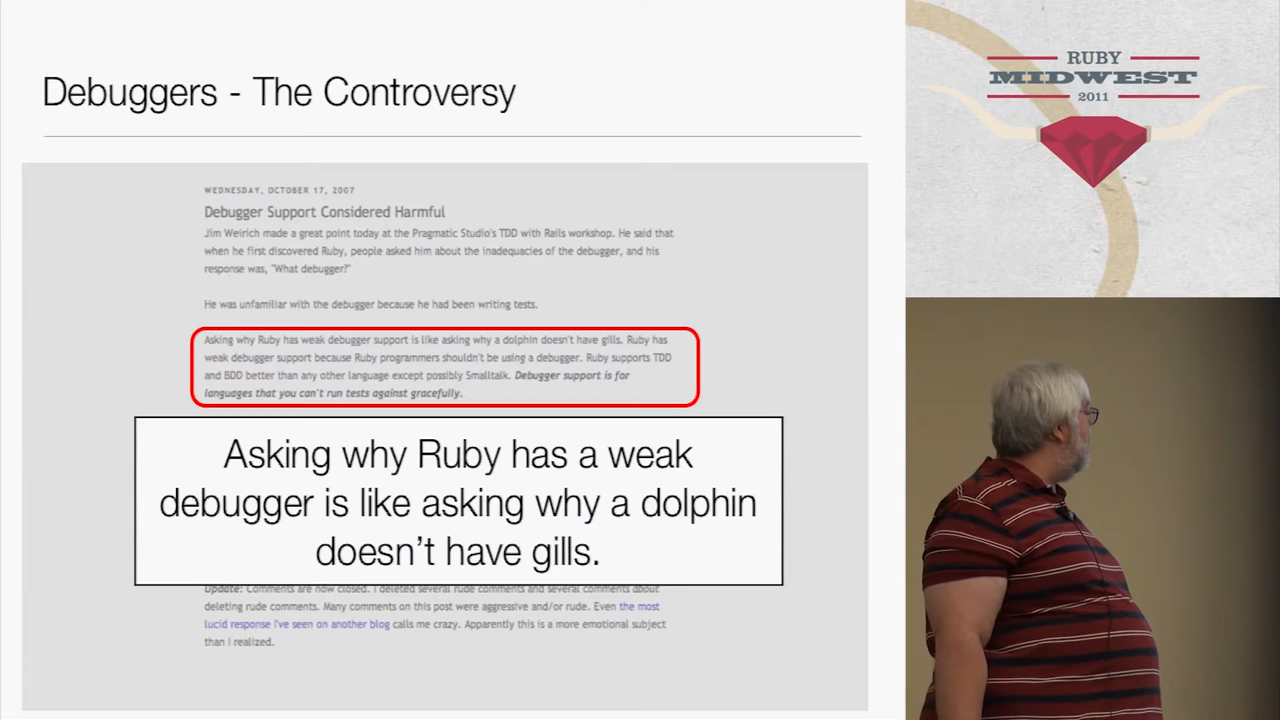 Debuggers - The Controversy
WEDNESDAY, OCTOBER 17, 2007
Debugger Support Considered Harmful
Jim Weirich made a great point today at the Pragmatic Studio's TDD with Rails workshop. He said that
when he first discovered Ruby, people asked him about the inadequacies of the debugger, and his
response was, "What debugger?"
He was unfamiliar with the debugger because he had been writing tests.
Asking why Ruby has weak debugger support is like asking why a dolphin doesn't have gills. Ruby has
weak debugger support because Ruby programmers shouldn't be using a debugger. Ruby supports TDD
and BDD better than any other language except possibly Smalltalk. Debugger support is for
languages that you can't run tests against gracefully.
Asking why Ruby has a weak
debugger is like asking why a dolphin
doesn't have gills.
Update: Comments are now closed. I deleted several rude comments and several comments about
deleting rude comments. Many comments on this post were aggressive and/or rude. Even the most
lucid response I've seen on another blog calls me crazy. Apparently this is a more emotional subject
than I realized.
RUBY
MIDWEST
2011